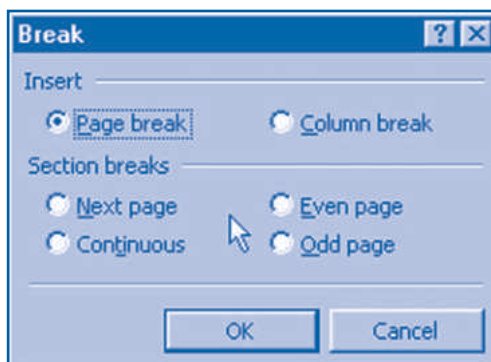 Break
Insert
Page break Column break
Section breaks
Next page Even page
Continuous Odd page
OK Cancel